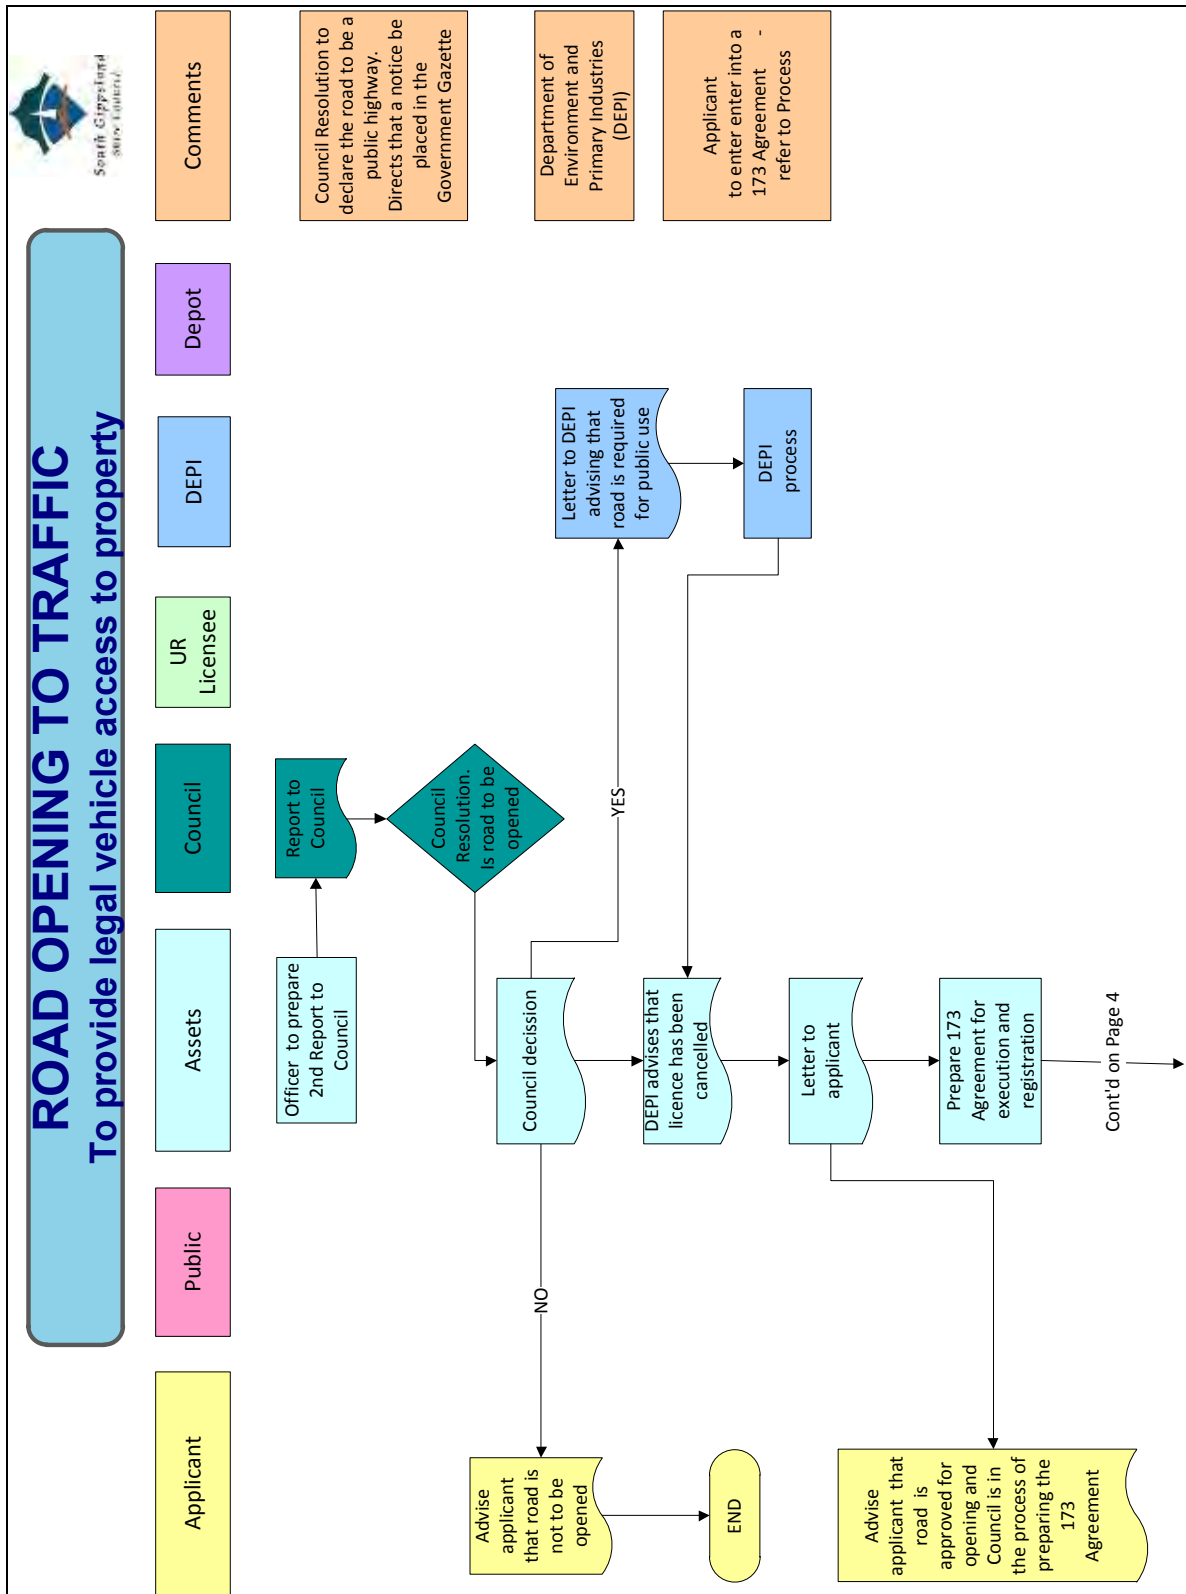 ROAD OPENING TO TRAFFIC
To provide legal vehicle access to property
South Gippsland
Shire Council
Applicant
Public
Assets
Council
UR
Licensee
DEPI
Depot
Comments
Officer to prepare
2nd Report to
Council
Report to
Council
Council Resolution to
declare the road to be a
public highway.
Directs that a notice be
placed in the
Government Gazette
Council
Resolution.
Is road to be
opened
Council decission
NO
YES
Advise
applicant
that road is
not to be
opened
END
Letter to DEPI
advising that
road is required
for public use
Department of
Environment and
Primary Industries
(DEPI)
DEPI
process
DEPI advises that
licence has been
cancelled
Applicant
to enter enter into a
173 Agreement -
refer to Process
Letter to
applicant
Advise
applicant that
road is
approved for
opening and
Council is in
the process of
preparing the
173
Agreement
Prepare 173
Agreement for
execution and
registration
Cont'd on Page 4